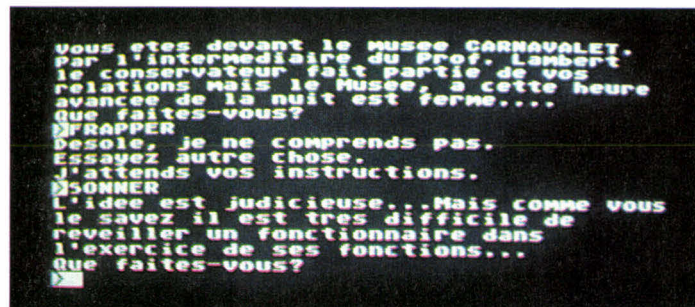 Vous etes devant le musee CARNAVALET.
Par l'intermediaire du Prof. Lambert
le conservateur fait partie de vos
relations mais le Musee, a cette heure
avancee de la nuit est ferme....
Que faites-vous?
>FRAPPER
Desole, je ne comprends pas.
Essayez autre chose.
J'attends vos instructions.
>SONNER
L'idee est judicieuse...Mais comme vous
le savez il est tres difficile de
reveiller un fonctionnaire dans
l'exercice de ses fonctions...
Que faites-vous?
>